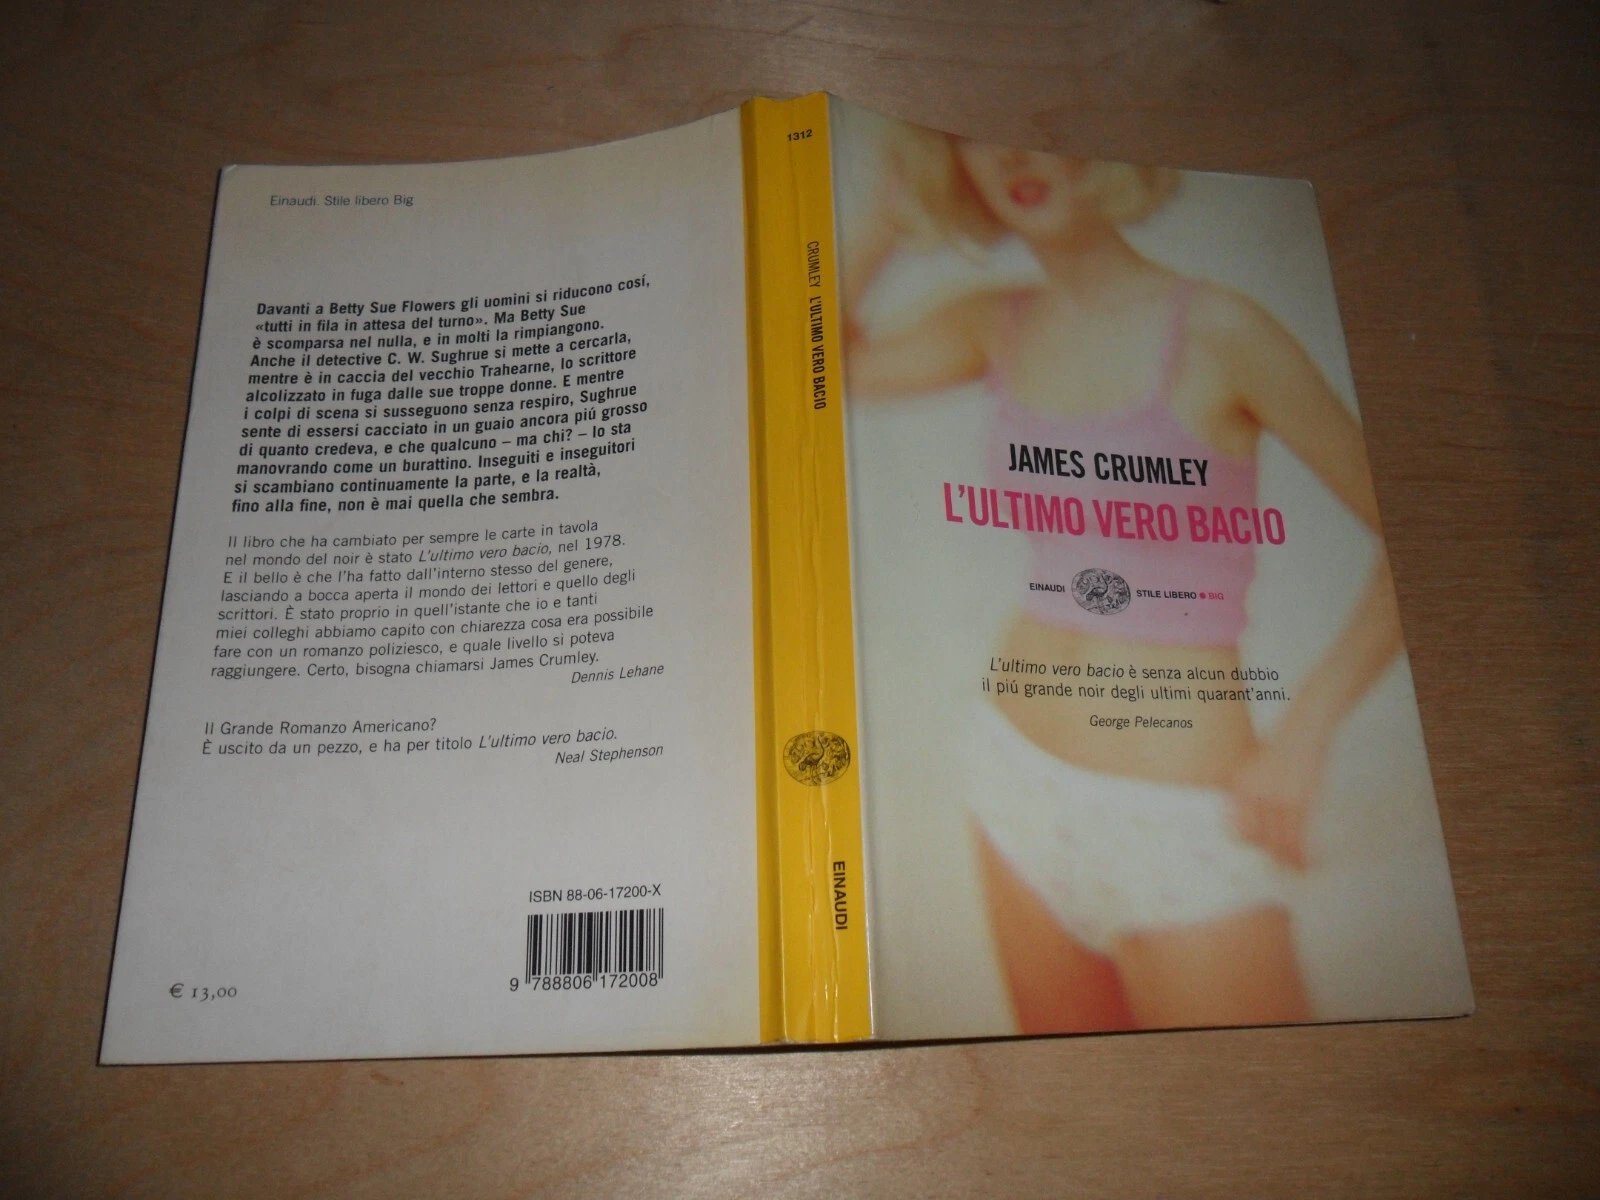 Einaudi. Stile libero Big
Davanti a Betty Sue Flowers gli uomini si riducono cosí,
«tutti in fila in attesa del turno». Ma Betty Sue
è scomparsa nel nulla, e in molti la rimpiangono.
Anche il detective C. W. Sughrue si mette a cercarla,
mentre è in caccia del vecchio Trahearne, lo scrittore
alcolizzato in fuga dalle sue troppe donne. E mentre
i colpi di scena si susseguono senza respiro, Sughrue
sente di essersi cacciato in un guaio ancora piú grosso
di quanto credeva, e che qualcuno – ma chi? – lo sta
manovrando come un burattino. Inseguiti e inseguitori
si scambiano continuamente la parte, e la realtà,
fino alla fine, non è mai quella che sembra.
Il libro che ha cambiato per sempre le carte in tavola
nel mondo del noir è stato L'ultimo vero bacio, nel 1978.
E il bello è che l'ha fatto dall'interno stesso del genere,
lasciando a bocca aperta il mondo dei lettori e quello degli
scrittori. È stato proprio in quell'istante che io e tanti
miei colleghi abbiamo capito con chiarezza cosa era possibile
fare con un romanzo poliziesco, e quale livello si poteva
raggiungere. Certo, bisogna chiamarsi James Crumley.
Dennis Lehane
Il Grande Romanzo Americano?
È uscito da un pezzo, e ha per titolo L'ultimo vero bacio.
Neal Stephenson
ISBN 88-06-17200-X
9 788806 172008
€ 13,00
1312
CRUMLEY L'ULTIMO VERO BACIO
EINAUDI
JAMES CRUMLEY
L'ULTIMO VERO BACIO
EINAUDI STILE LIBERO BIG
L'ultimo vero bacio è senza alcun dubbio
il piú grande noir degli ultimi quarant'anni.
George Pelecanos